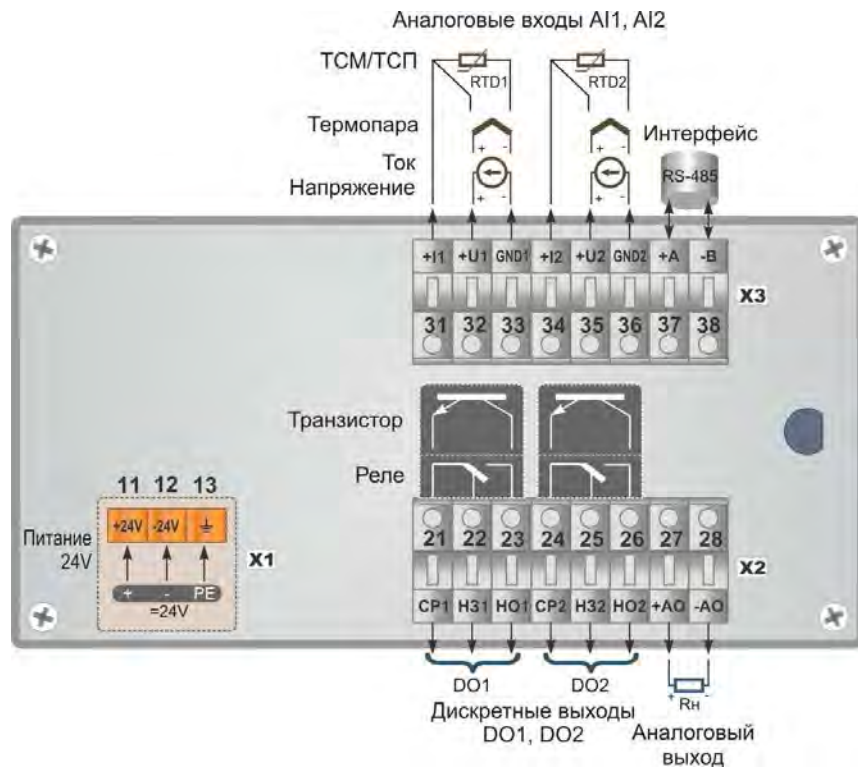 Аналоговые входы AI1, AI2
ТСМ/ТСП
RTD1
RTD2
Термопара
+ -
+ -
Интерфейс
Ток
Напряжение
RS-485
+ -
+ -
+I1 +U1 GND1 +I2 +U2 GND2 +A -B
X3
31 32 33 34 35 36 37 38
Транзистор
Реле
11 12 13
Питание
24V
+24V -24V
X1
+ - PE
=24V
21 22 23 24 25 26 27 28
X2
СР1 НЗ1 НО1 СР2 НЗ2 НО2 +AO -AO
DO1
DO2
+ -
Rн
Дискретные выходы
DO1, DO2
Аналоговый
выход